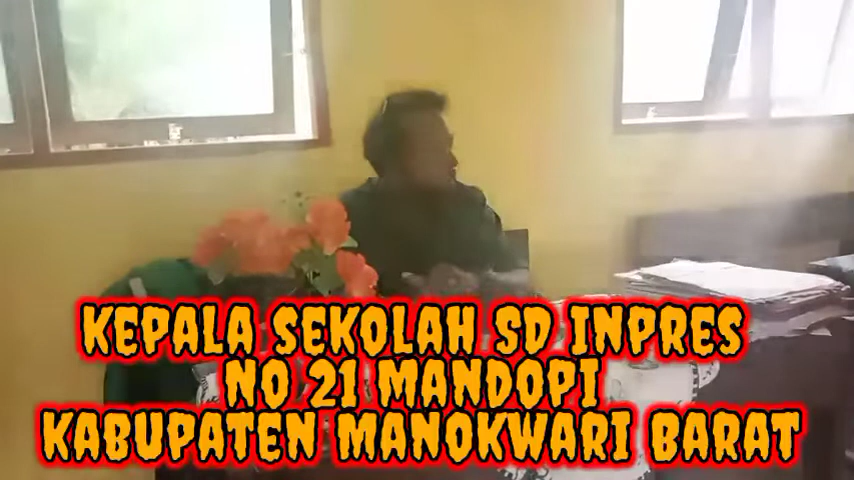 KEPALA SEKOLAH SD INPRES
NO 21 MANDOPI
KABUPATEN MANOKWARI BARAT